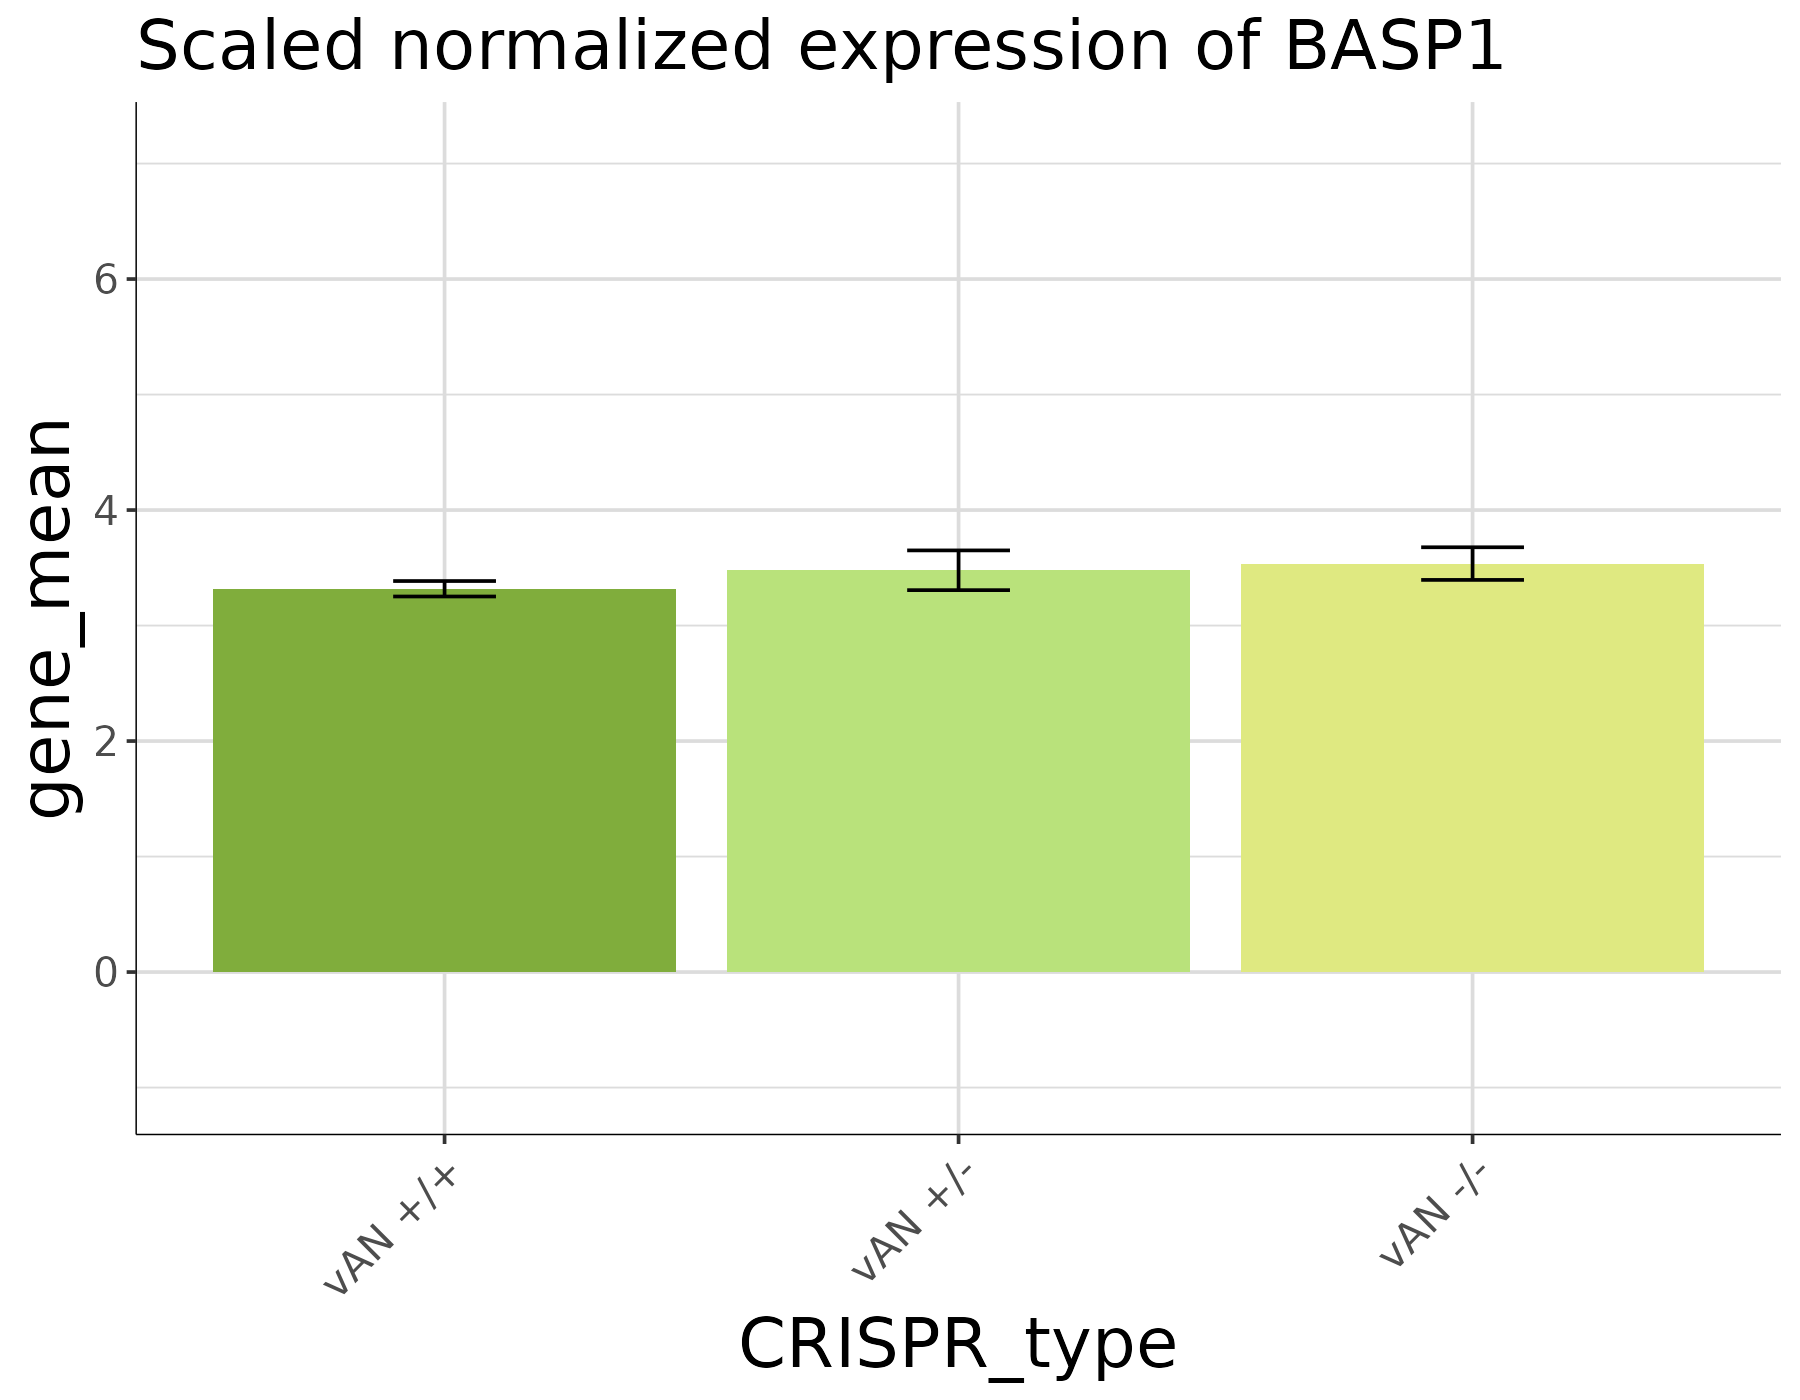 Scaled normalized expression of BASP1
gene_mean
6
4
2
0
vAN +/+
vAN +/-
vAN -/-
CRISPR_type